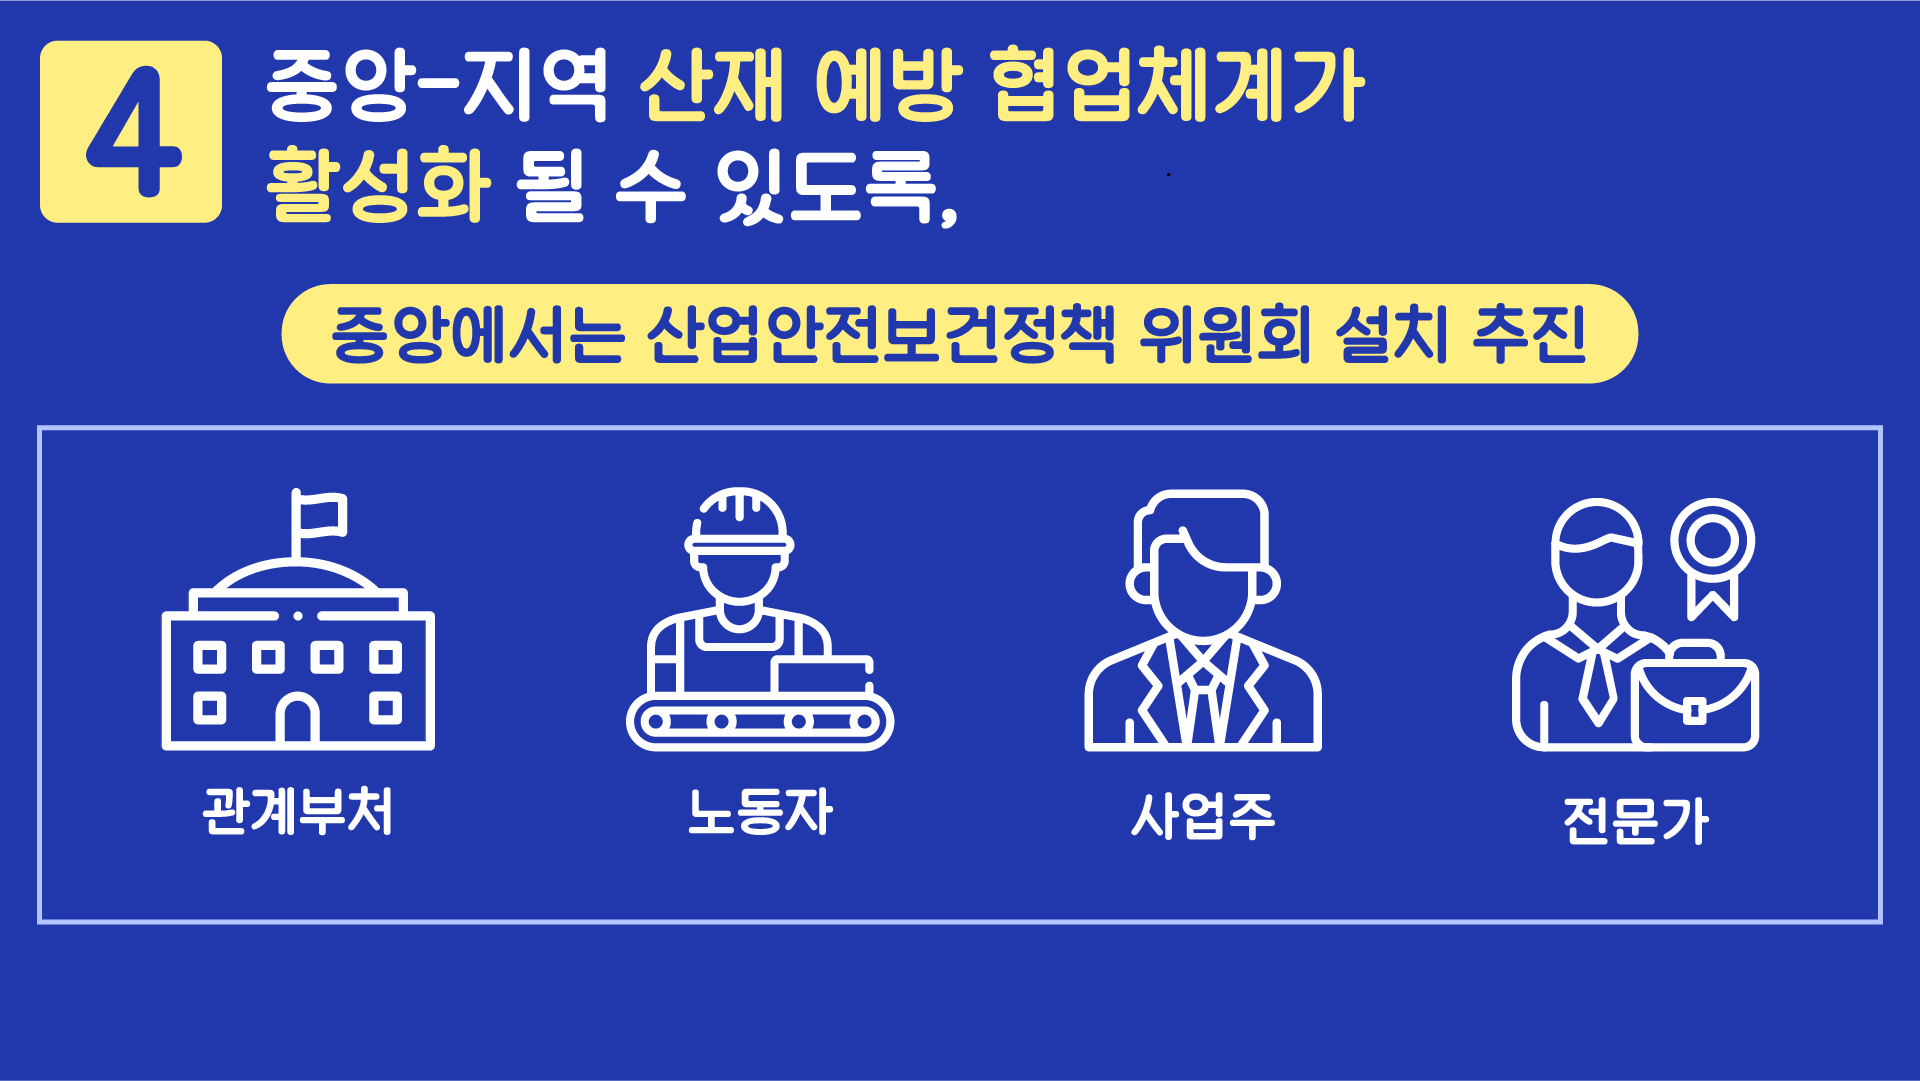 4
중앙-지역 산재 예방 협업체계가
활성화 될 수 있도록,
중앙에서는 산업안전보건정책 위원회 설치 추진
관계부처
노동자
사업주
전문가